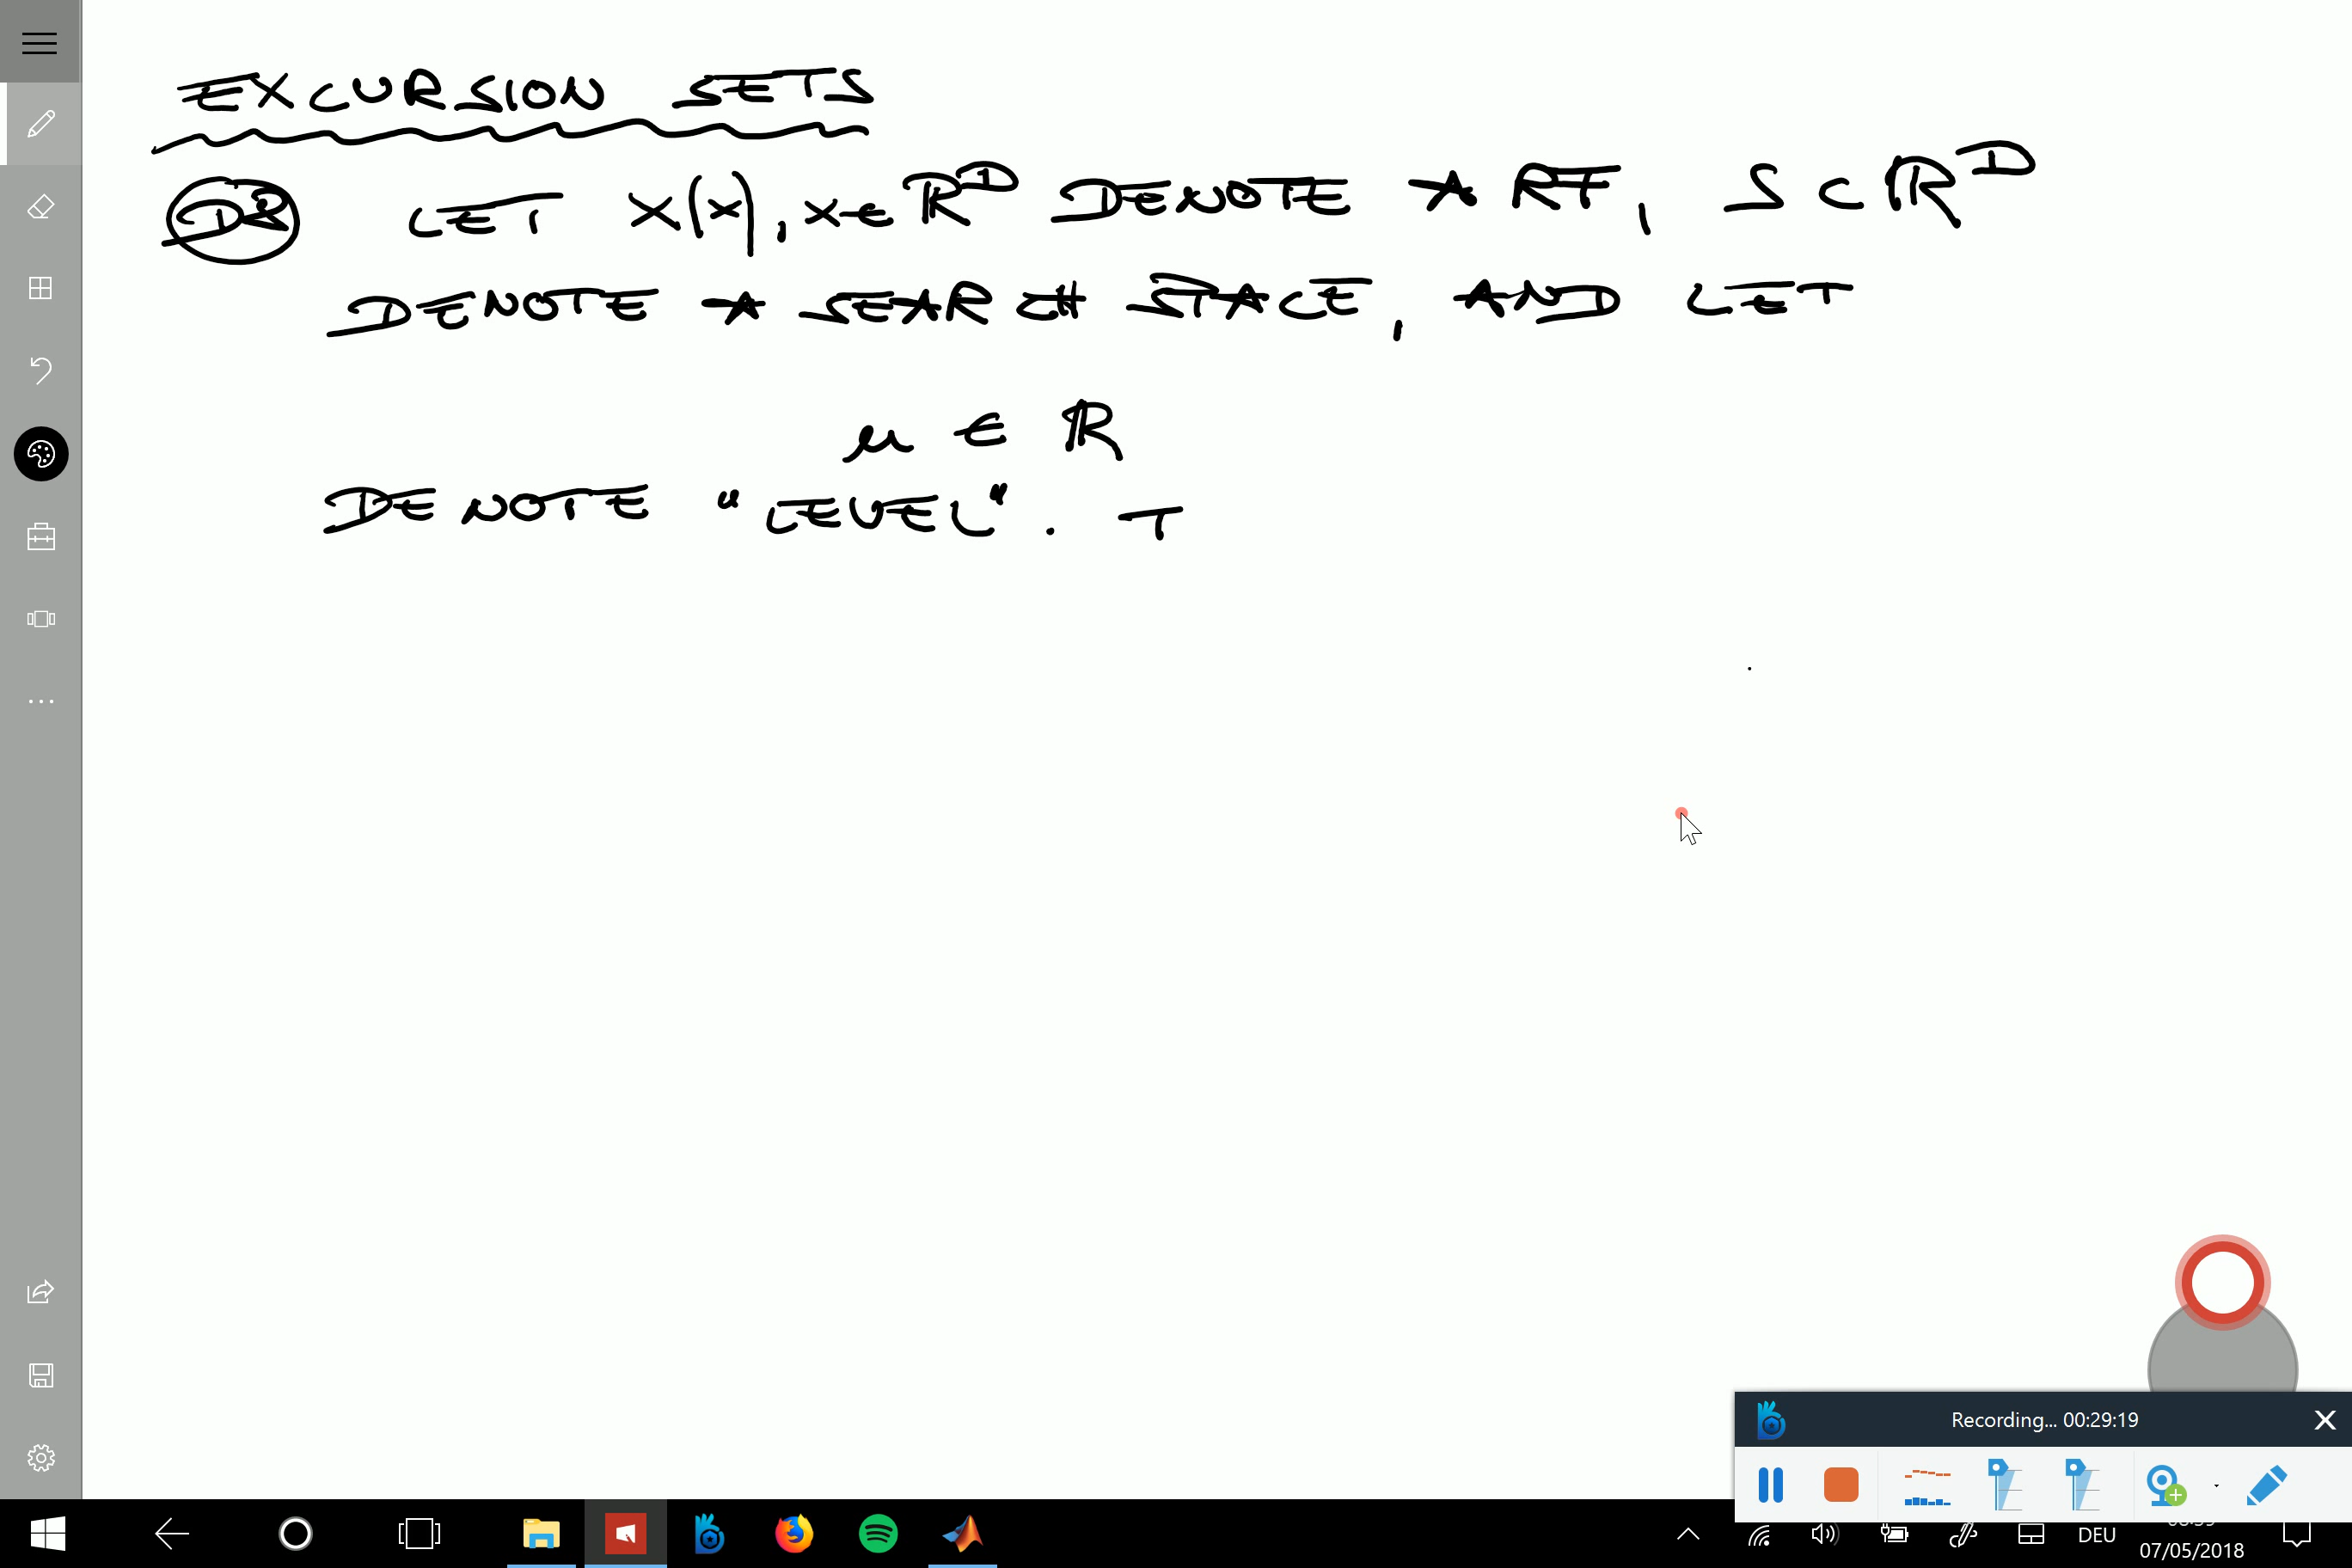 EXCURSION SETS
D2 LET X(x), x ∈ ℝ^D DENOTE A RF, S ⊂ ℝ^D
DENOTE A SEARCH SPACE, AND LET
u ∈ ℝ
DENOTE "LEVEL". T
Recording... 00:29:19
DEU
07/05/2018